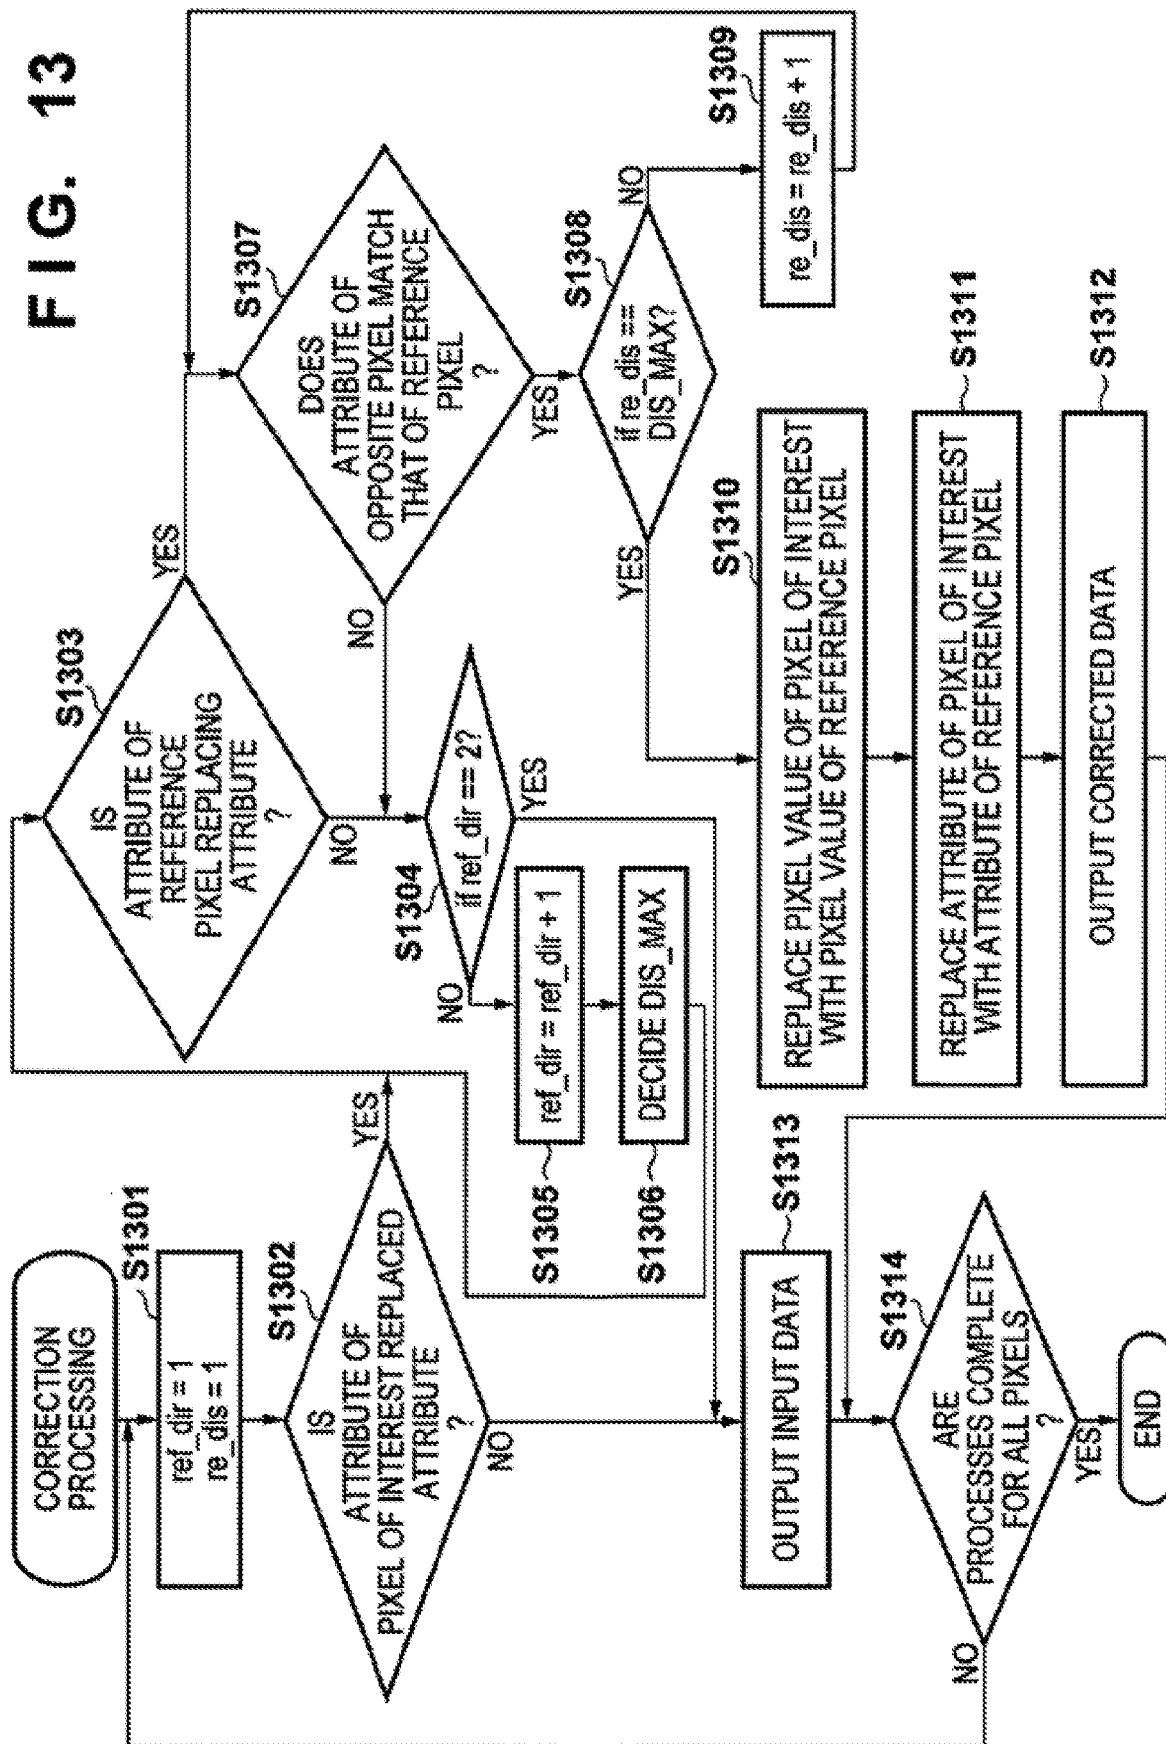 FIG. 13
CORRECTION
PROCESSING
S1301
ref_dir = 1
re_dis = 1
S1302
IS
ATTRIBUTE OF
PIXEL OF INTEREST REPLACED
ATTRIBUTE
?
YES
NO
S1303
IS
ATTRIBUTE OF
REFERENCE
PIXEL REPLACING
ATTRIBUTE
?
YES
NO
S1304
if ref_dir == 2?
NO
YES
S1305
ref_dir = ref_dir + 1
S1306
DECIDE DIS_MAX
S1307
DOES
ATTRIBUTE OF
OPPOSITE PIXEL MATCH
THAT OF REFERENCE
PIXEL
?
NO
YES
S1308
if re_dis ==
DIS_MAX?
NO
YES
S1309
re_dis = re_dis + 1
S1310
REPLACE PIXEL VALUE OF PIXEL OF INTEREST
WITH PIXEL VALUE OF REFERENCE PIXEL
S1311
REPLACE ATTRIBUTE OF PIXEL OF INTEREST
WITH ATTRIBUTE OF REFERENCE PIXEL
S1312
OUTPUT CORRECTED DATA
S1313
OUTPUT INPUT DATA
S1314
ARE
PROCESSES COMPLETE
FOR ALL PIXELS
?
NO
YES
END